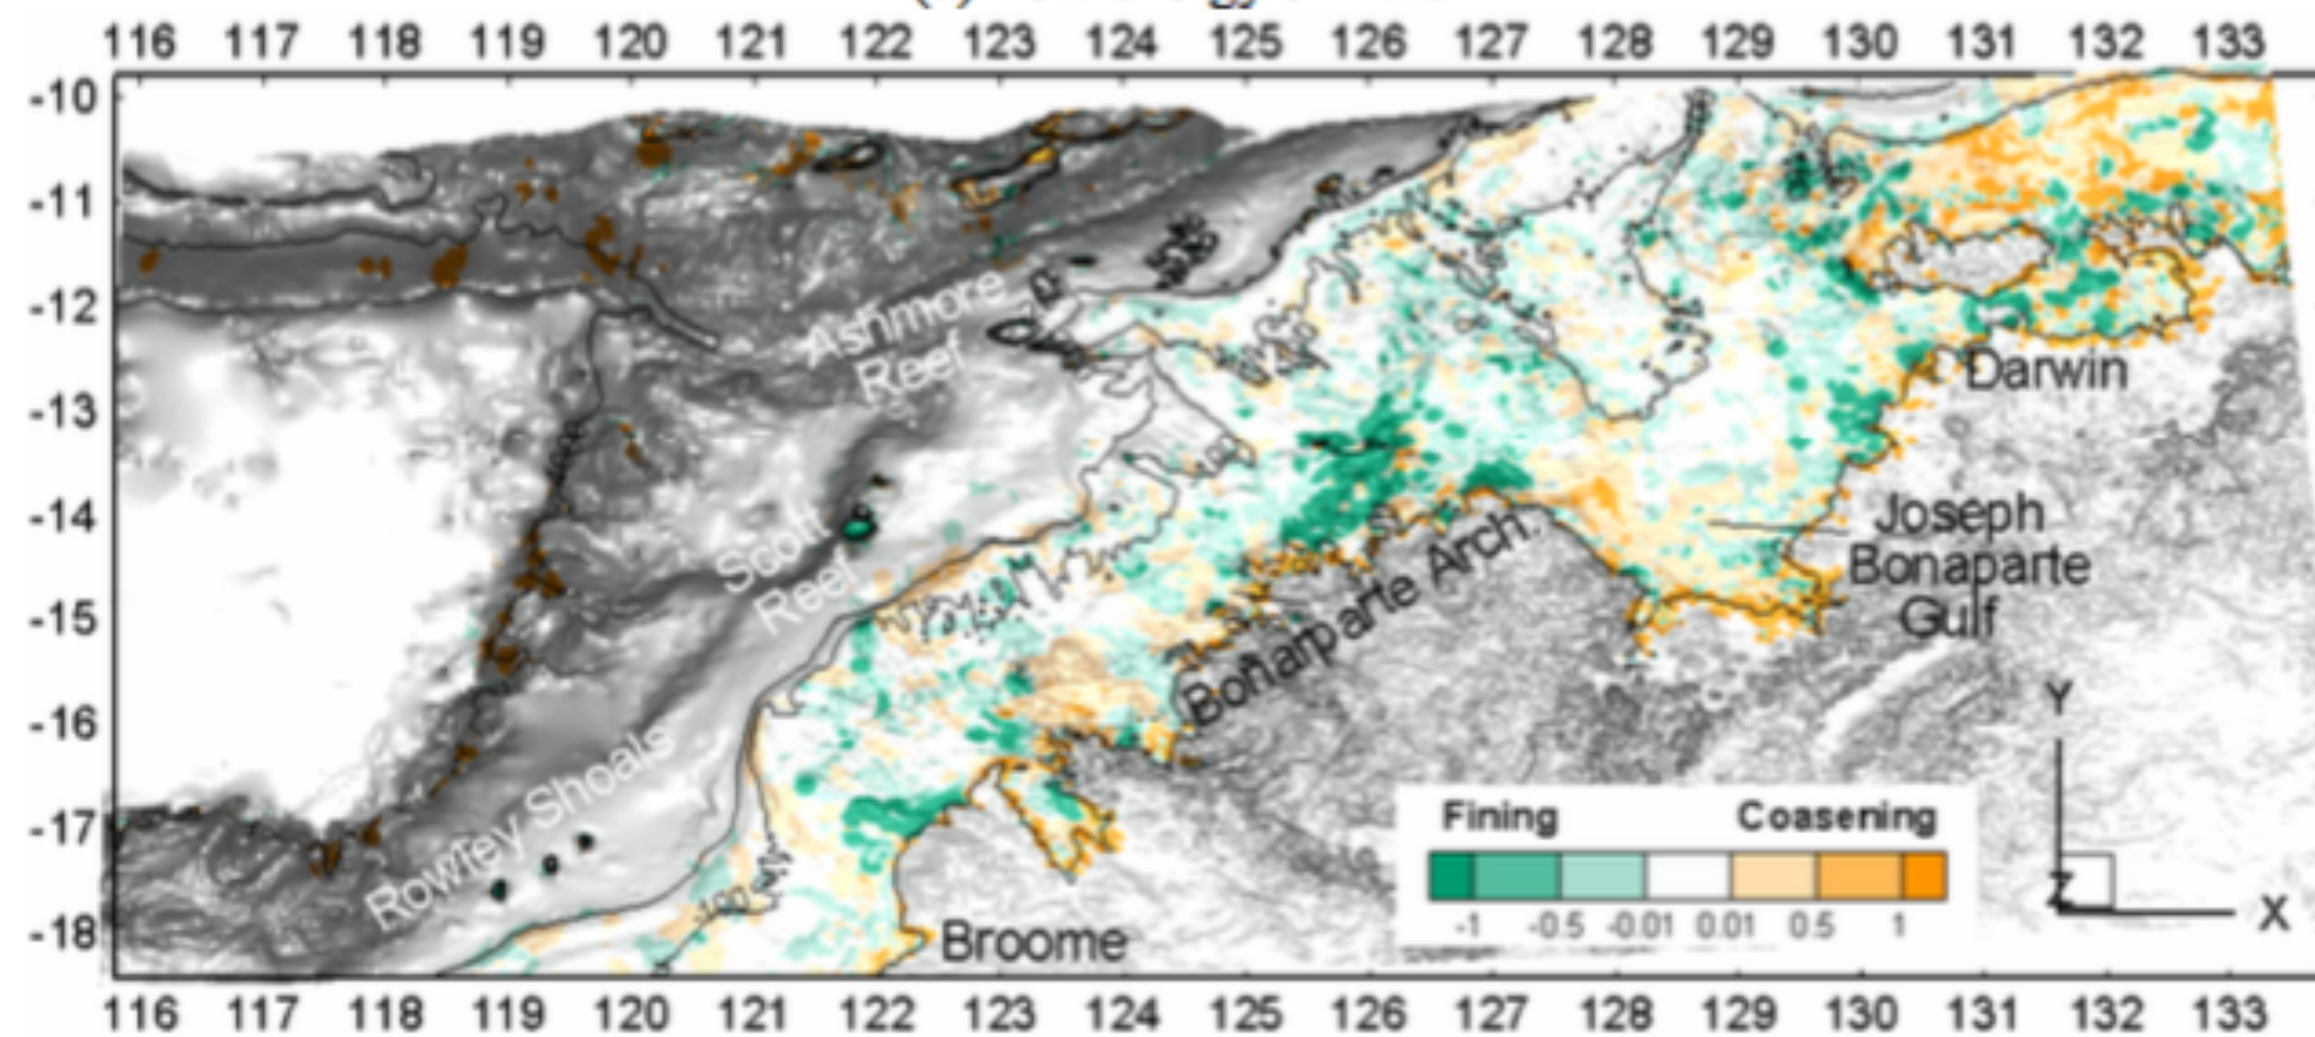 116 117 118 119 120 121 122 123 124 125 126 127 128 129 130 131 132 133
-10
-11
-12
-13
-14
-15
-16
-17
-18
Ashmore
Reef
Scott
Reef
Rowley Shoals
Bonarparte Arch.
Darwin
Joseph
Bonaparte
Gulf
Broome
-100
Y
Z
X
Fining Coasening
-1 -0.5 -0.01 0.01 0.5 1
116 117 118 119 120 121 122 123 124 125 126 127 128 129 130 131 132 133